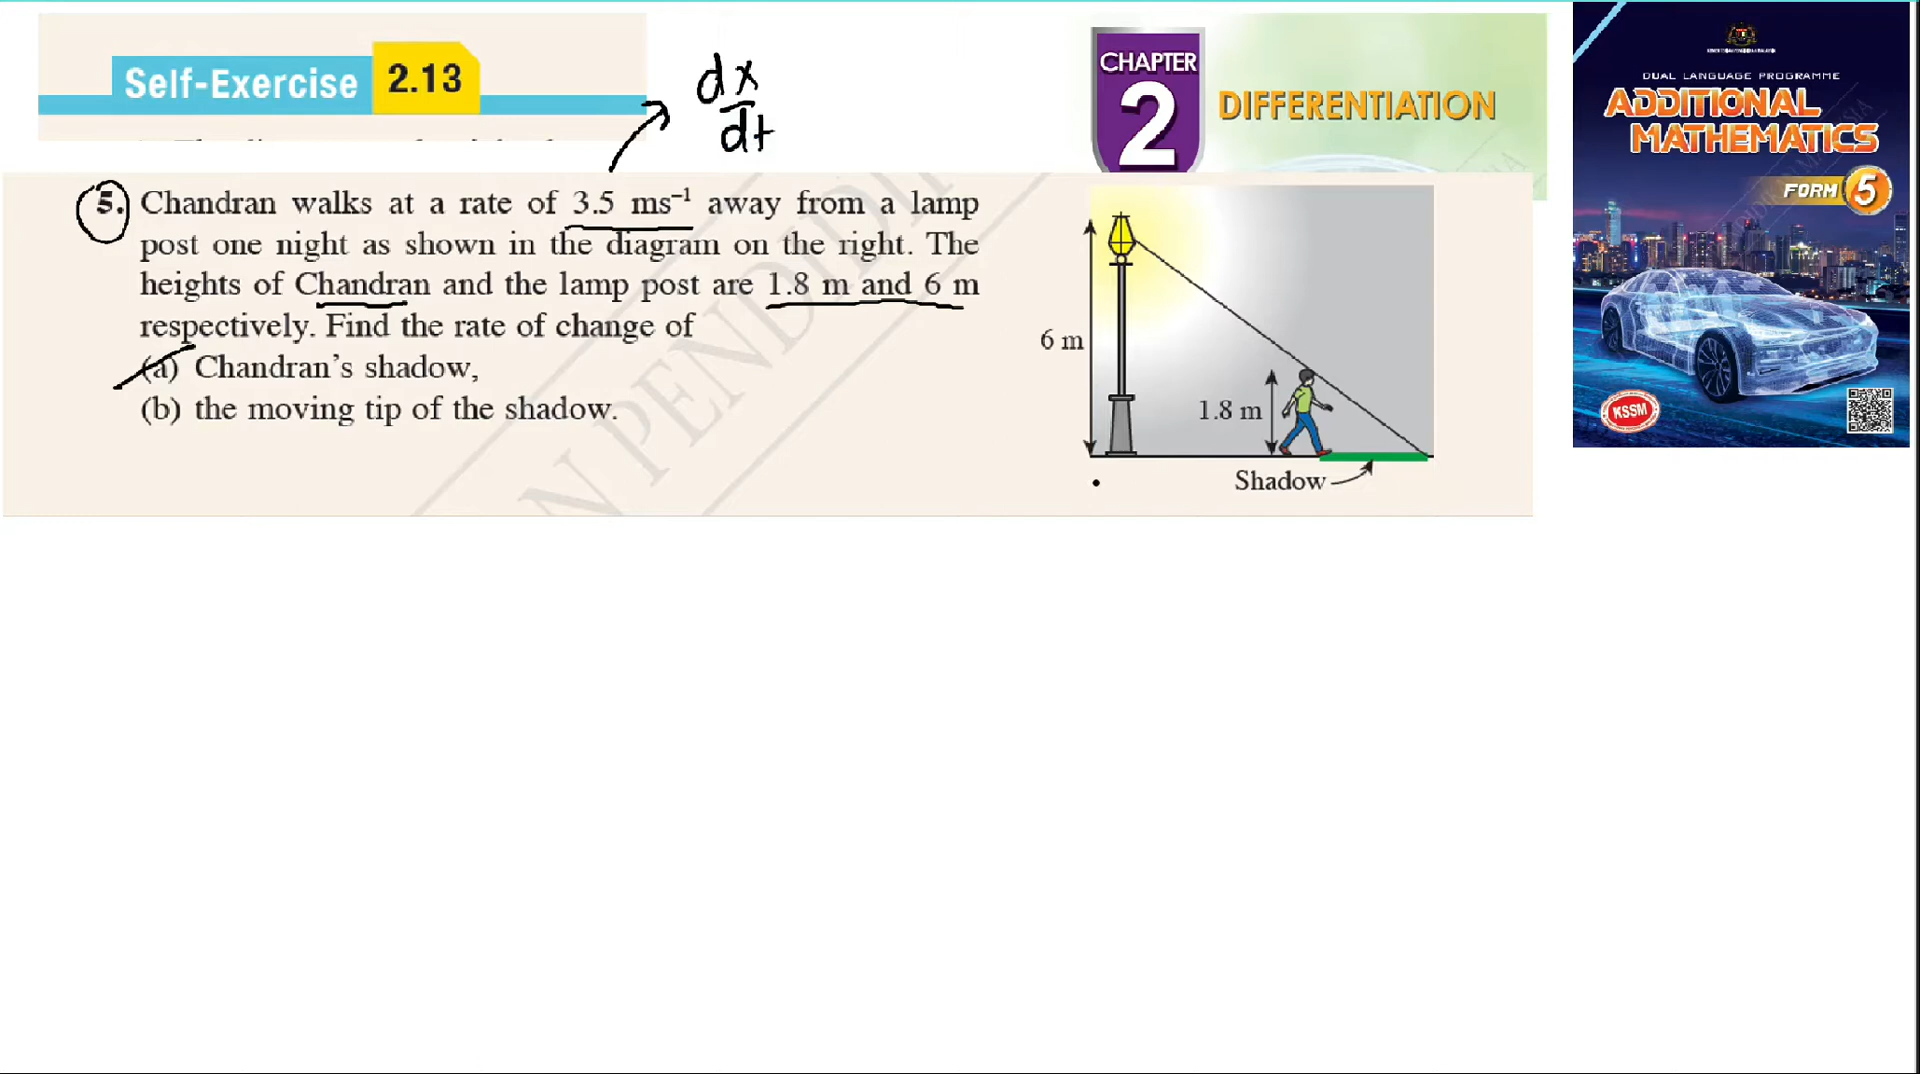 Self-Exercise 2.13
dx
dt
CHAPTER
2
DIFFERENTIATION
DUAL LANGUAGE PROGRAMME
ADDITIONAL
MATHEMATICS
FORM 5
KSSM
5. Chandran walks at a rate of 3.5 ms⁻¹ away from a lamp
post one night as shown in the diagram on the right. The
heights of Chandran and the lamp post are 1.8 m and 6 m
respectively. Find the rate of change of
(a) Chandran's shadow,
(b) the moving tip of the shadow.
6 m
1.8 m
Shadow
N PENDIDI